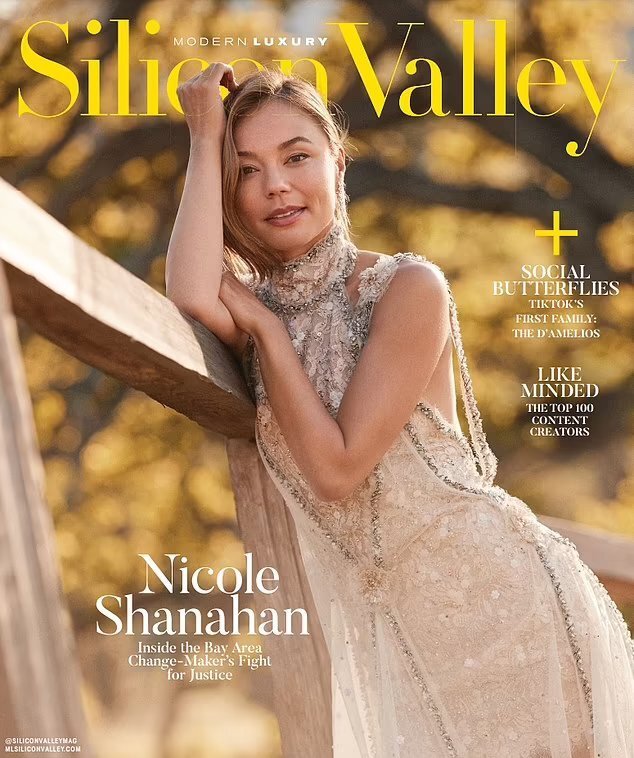 MODERN LUXURY
Silicon Valley
+
SOCIAL
BUTTERFLIES
TIKTOK'S
FIRST FAMILY:
THE D'AMELIOS
LIKE
MINDED
THE TOP 100
CONTENT
CREATORS
Nicole
Shanahan
Inside the Bay Area
Change-Maker's Fight
for Justice
@SILICONVALLEYMAG
MLSILICONVALLEY.COM